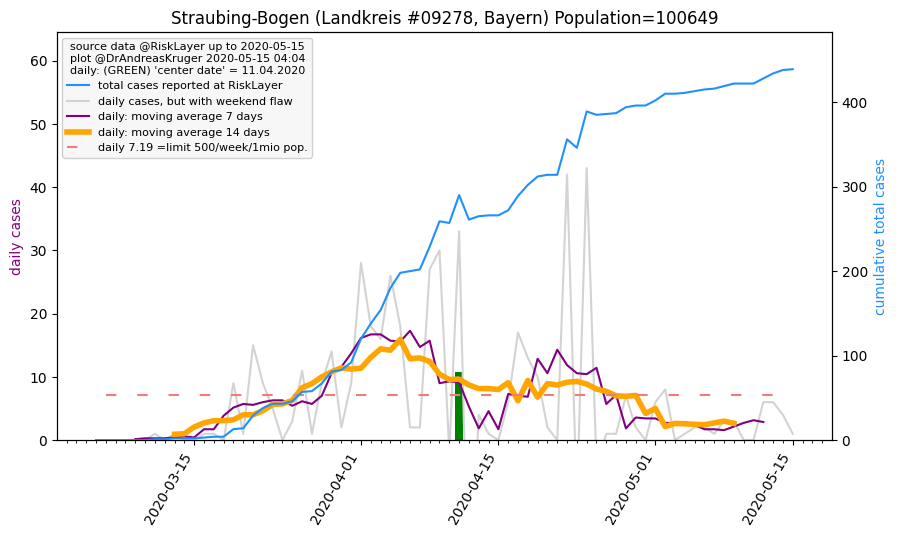 Straubing-Bogen (Landkreis #09278, Bayern) Population=100649
source data @RiskLayer up to 2020-05-15
plot @DrAndreasKruger 2020-05-15 04:04
daily: (GREEN) 'center date' = 11.04.2020
total cases reported at RiskLayer
daily cases, but with weekend flaw
daily: moving average 7 days
daily: moving average 14 days
daily 7.19 =limit 500/week/1mio pop.
daily cases
60
50
40
30
20
10
0
cumulative total cases
400
300
200
100
0
2020-03-15
2020-04-01
2020-04-15
2020-05-01
2020-05-15